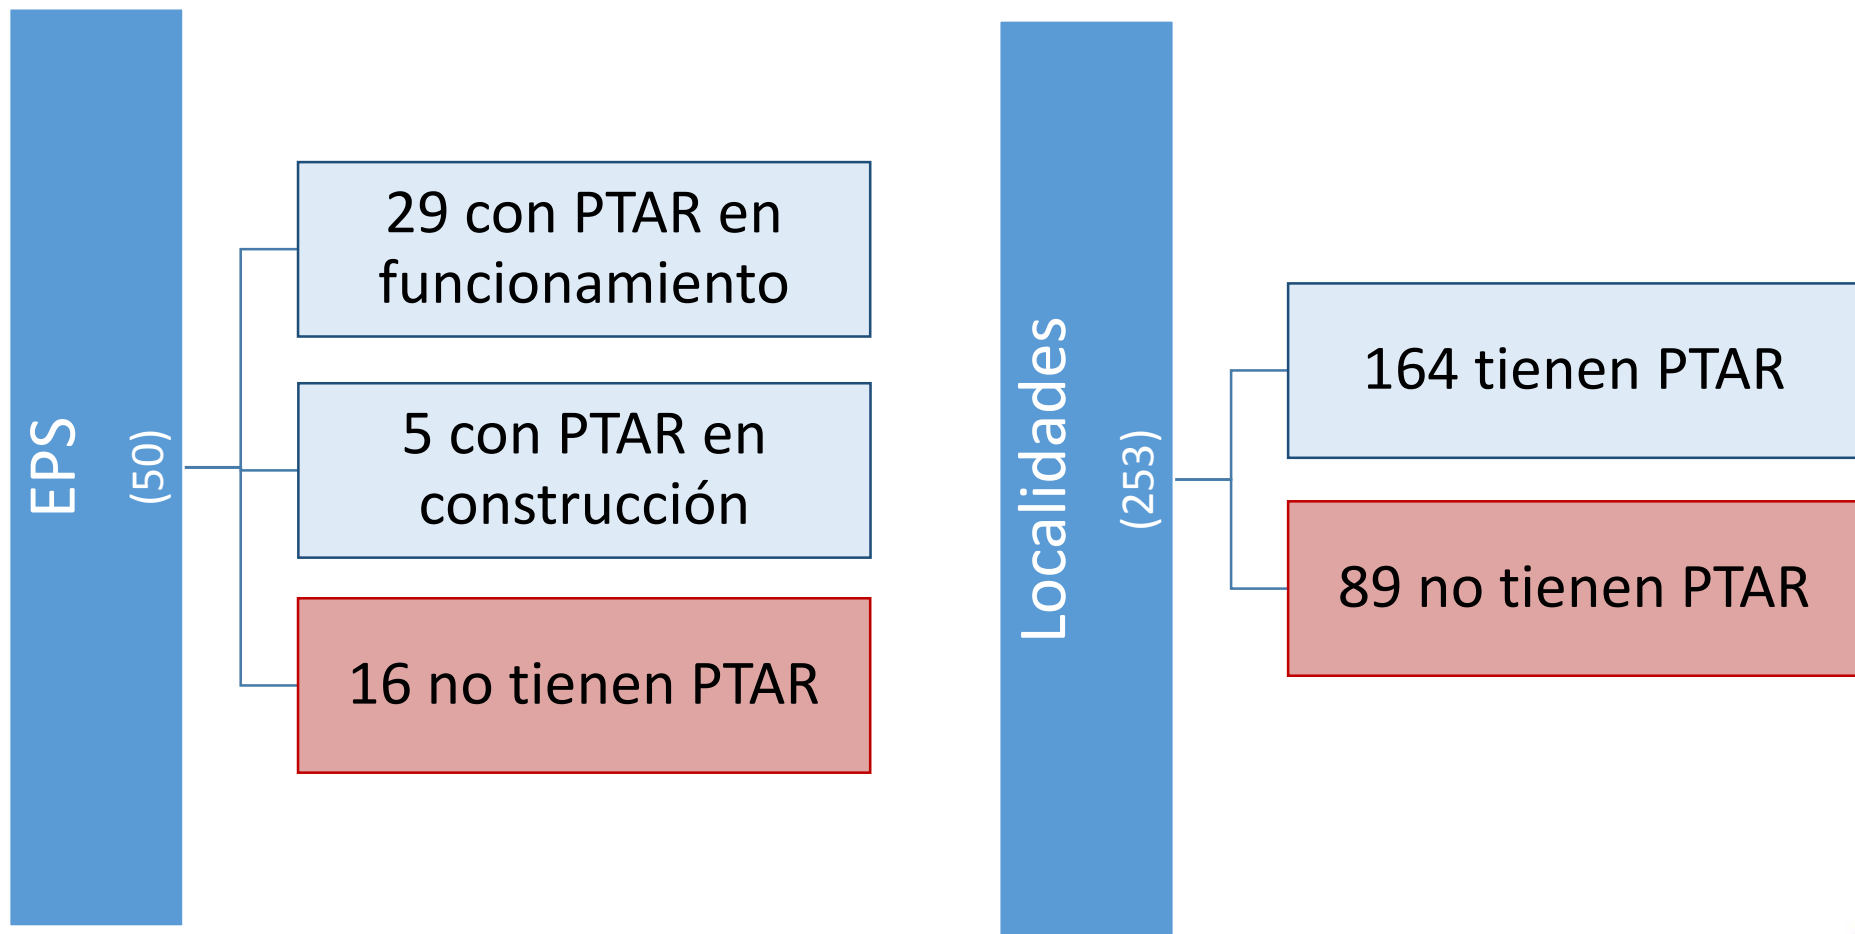 EPS
(50)
29 con PTAR en
funcionamiento
5 con PTAR en
construcción
16 no tienen PTAR
Localidades
(253)
164 tienen PTAR
89 no tienen PTAR